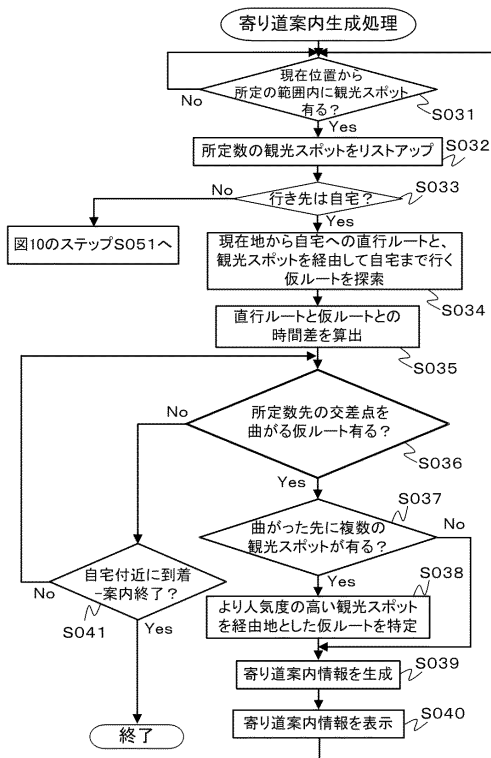 寄り道案内生成処理
現在位置から
所定の範囲内に観光スポット
有る?
No
S031
Yes
S032
所定数の観光スポットをリストアップ
No
行き先は自宅?
S033
Yes
図10のステップS051へ
現在地から自宅への直行ルートと、
観光スポットを経由して自宅まで行く
仮ルートを探索
S034
直行ルートと仮ルートとの
時間差を算出
S035
No
所定数先の交差点を
曲がる仮ルート有る?
S036
Yes
S037
曲がった先に複数の
観光スポットが有る?
No
Yes
S038
自宅付近に到着
-案内終了?
No
S041
Yes
より人気度の高い観光スポット
を経由地とした仮ルートを特定
S039
寄り道案内情報を生成
S040
寄り道案内情報を表示
終了